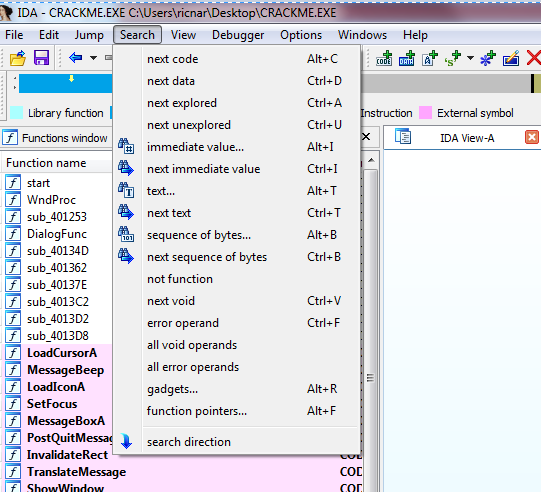 IDA - CRACKME.EXE C:\Users\ricnar\Desktop\CRACKME.EXE
File Edit Jump Search View Debugger Options Windows Help
Library function
Instruction External symbol
Functions window
IDA View-A
Function name
start
WndProc
sub_401253
DialogFunc
sub_40134D
sub_401362
sub_40137E
sub_4013C2
sub_4013D2
sub_4013D8
LoadCursorA
MessageBeep
LoadIconA
SetFocus
MessageBoxA
PostQuitMessag
InvalidateRect COD
TranslateMessage COD
ShowWindow COD
next code Alt+C
next data Ctrl+D
next explored Ctrl+A
next unexplored Ctrl+U
immediate value... Alt+I
next immediate value Ctrl+I
text... Alt+T
next text Ctrl+T
sequence of bytes... Alt+B
next sequence of bytes Ctrl+B
not function
next void Ctrl+V
error operand Ctrl+F
all void operands
all error operands
gadgets... Alt+R
function pointers... Alt+F
search direction